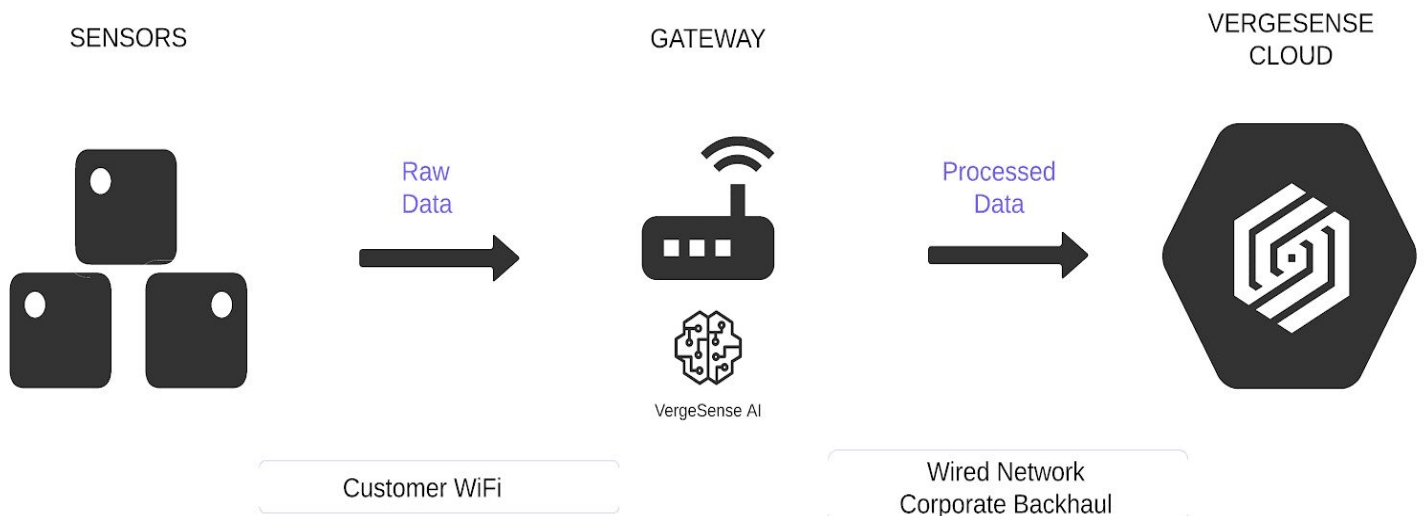 SENSORS
GATEWAY
VERGESENSE
CLOUD
Raw
Data
Processed
Data
VergeSense AI
Customer WiFi
Wired Network
Corporate Backhaul